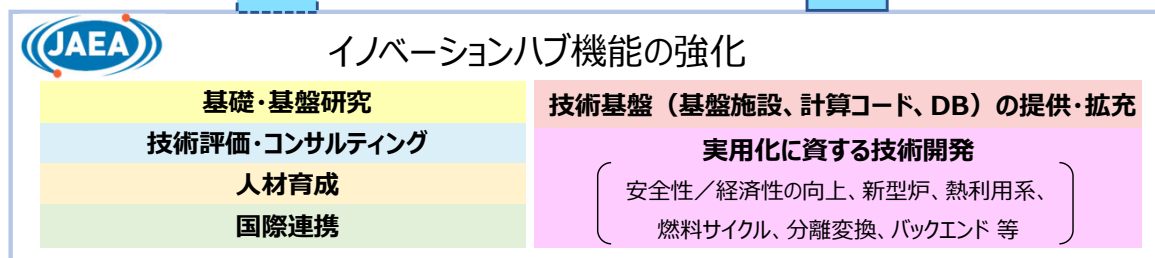 JAEA
イノベーションハブ機能の強化
基礎・基盤研究
技術評価・コンサルティング
人材育成
国際連携
技術基盤（基盤施設、計算コード、DB）の提供・拡充
実用化に資する技術開発
安全性／経済性の向上、新型炉、熱利用系、
燃料サイクル、分離変換、バックエンド 等